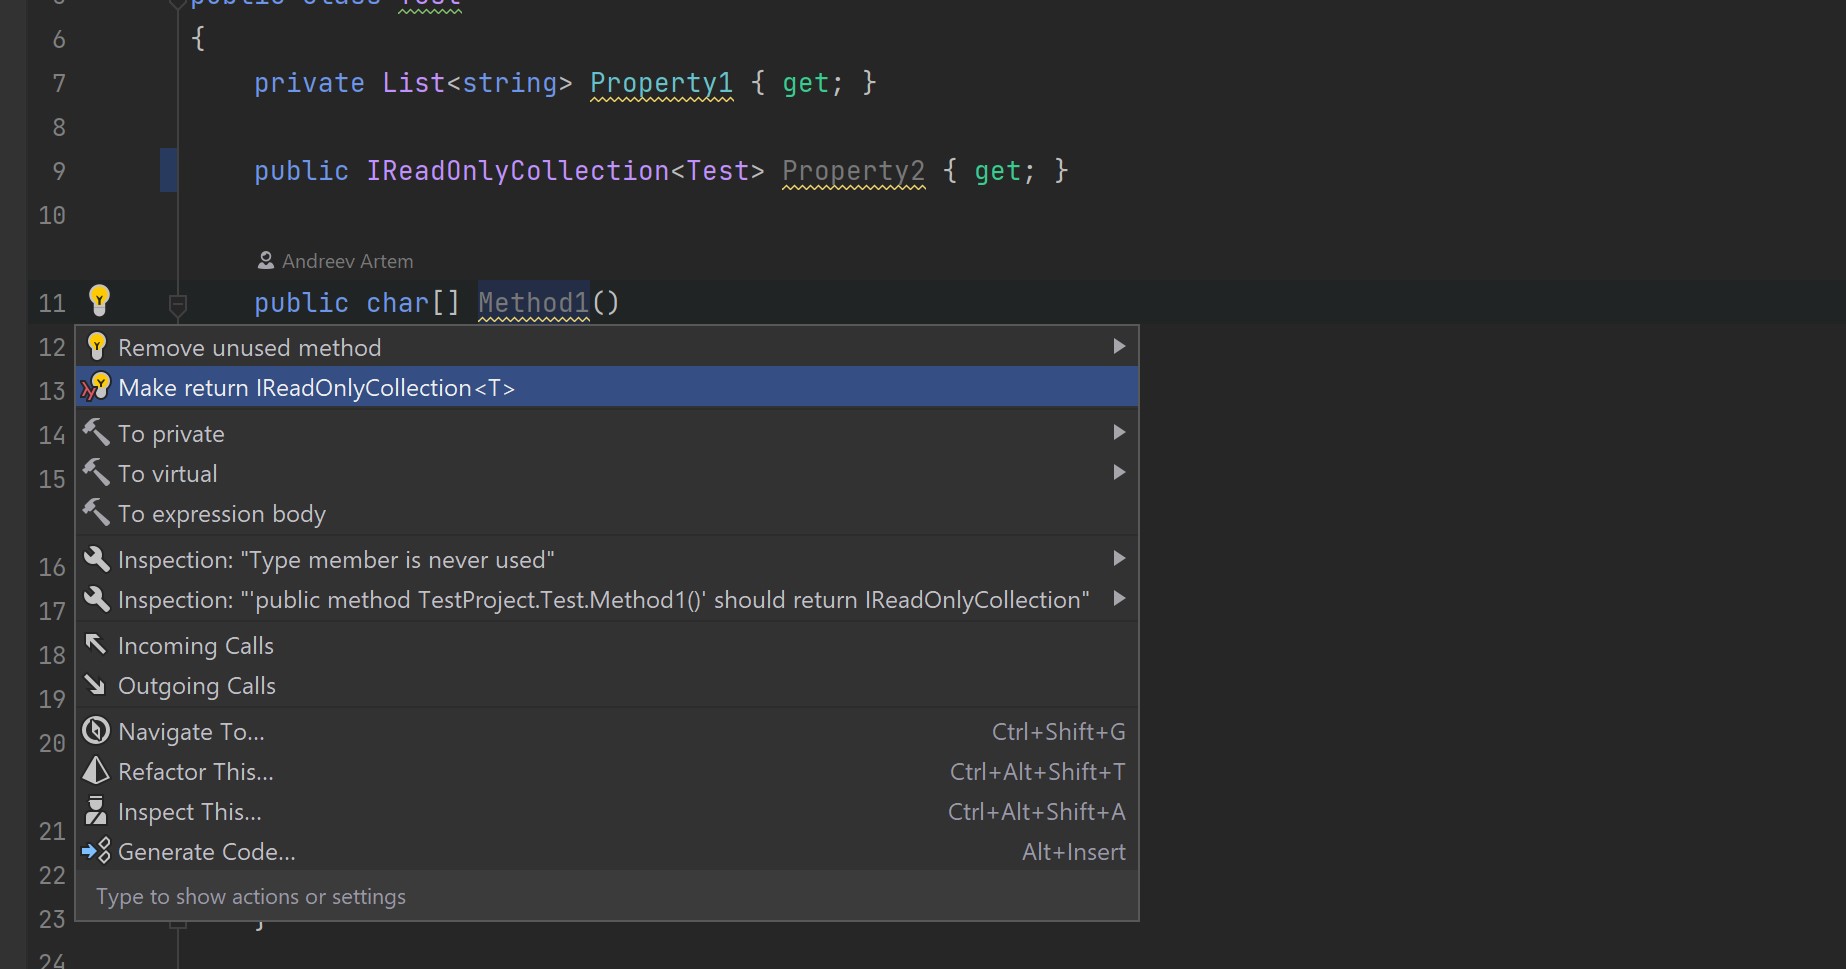 public class Test
6 {
7 private List<string> Property1 { get; }
8
9 public IReadOnlyCollection<Test> Property2 { get; }
10
Andreev Artem
11 public char[] Method1()
12 Remove unused method
13 Make return IReadOnlyCollection<T>
14 To private
15 To virtual
To expression body
Inspection: "Type member is never used"
16
Inspection: "'public method TestProject.Test.Method1()' should return IReadOnlyCollection"
17
18 Incoming Calls
19 Outgoing Calls
20 Navigate To... Ctrl+Shift+G
Refactor This... Ctrl+Alt+Shift+T
Inspect This... Ctrl+Alt+Shift+A
21
Generate Code... Alt+Insert
22
Type to show actions or settings
23 }
24